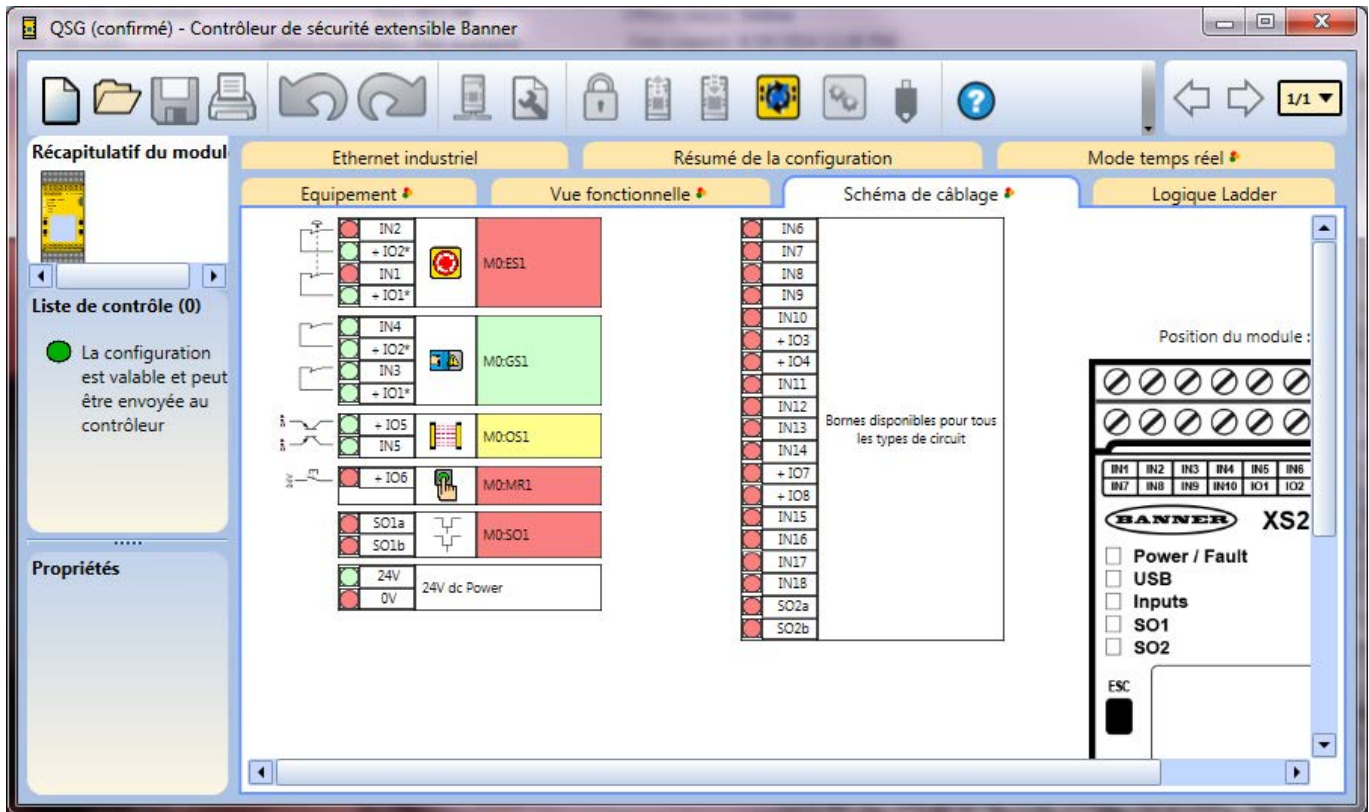 QSG (confirmé) - Contrôleur de sécurité extensible Banner
1/1
Récapitulatif du modul
Ethernet industriel
Résumé de la configuration
Mode temps réel
Equipement
Vue fonctionnelle
Schéma de câblage
Logique Ladder
Liste de contrôle (0)
La configuration
est valable et peut
être envoyée au
contrôleur
Propriétés
IN2
+ IO2*
IN1
+ IO1*
M0:ES1
IN4
+ IO2*
IN3
+ IO1*
M0:GS1
+ IO5
IN5
M0:OS1
24V
+ IO6
M0:MR1
SO1a
SO1b
M0:SO1
24V
0V
24V dc Power
IN6
IN7
IN8
IN9
IN10
+ IO3
+ IO4
IN11
IN12
IN13
IN14
+ IO7
+ IO8
IN15
IN16
IN17
IN18
SO2a
SO2b
Bornes disponibles pour tous
les types de circuit
Position du module :
IN1 IN2 IN3 IN4 IN5 IN6
IN7 IN8 IN9 IN10 IO1 IO2
BANNER XS2
Power / Fault
USB
Inputs
SO1
SO2
ESC